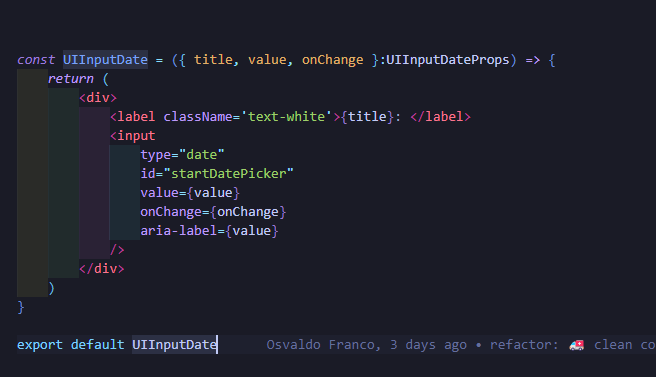 const UIInputDate = ({ title, value, onChange }:UIInputDateProps) => {
return (
<div>
<label className='text-white'>{title}: </label>
<input
type="date"
id="startDatePicker"
value={value}
onChange={onChange}
aria-label={value}
/>
</div>
)
}
export default UIInputDate Osvaldo Franco, 3 days ago • refactor: 🚑 clean co